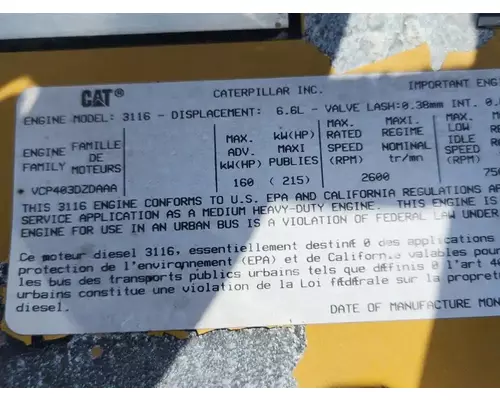 CAT CATERPILLAR INC. IMPORTANT ENG
ENGINE MODEL: 3116 - DISPLACEMENT: 6.6L - VALVE LASH:0.38mm INT. 0.
ENGINE FAMILLE MAX. kW(HP) MAX. MAXI. MAX.
FAMILY DE ADV. MAXI RATED REGIME LOW
MOTEURS kW(HP) PUBLIES SPEED NOMINAL IDLE
(RPM) tr/mn SPEED
(RPM)
VCP403DZDAAA 160 (215) 2600 750
THIS 3116 ENGINE CONFORMS TO U.S. EPA AND CALIFORNIA REGULATIONS A
SERVICE APPLICATION AS A MEDIUM HEAVY-DUTY ENGINE. THIS ENGINE IS
ENGINE FOR USE IN AN URBAN BUS IS A VIOLATION OF FEDERAL LAW UNDER
Ce moteur diesel 3116, essentiellement destiné 0 des applications
protection de l'environnement (EPA) et de Californie valables pour
les bus des transports publics urbains tels que définis 0 l'art 4
urbains constitue une violation de la Loi fédérale sur la propreté
diesel.
DATE OF MANUFACTURE MON